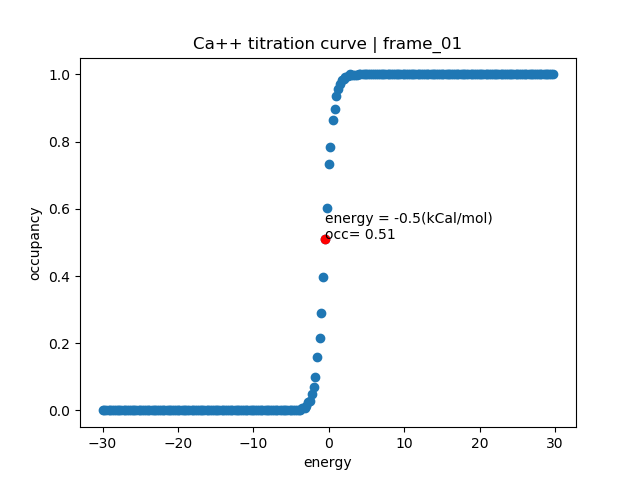 Ca++ titration curve | frame_01
1.0
0.8
0.6
energy = -0.5(kCal/mol)
occ= 0.51
0.4
0.2
0.0
occupancy
−30
−20
−10
0
10
20
30
energy